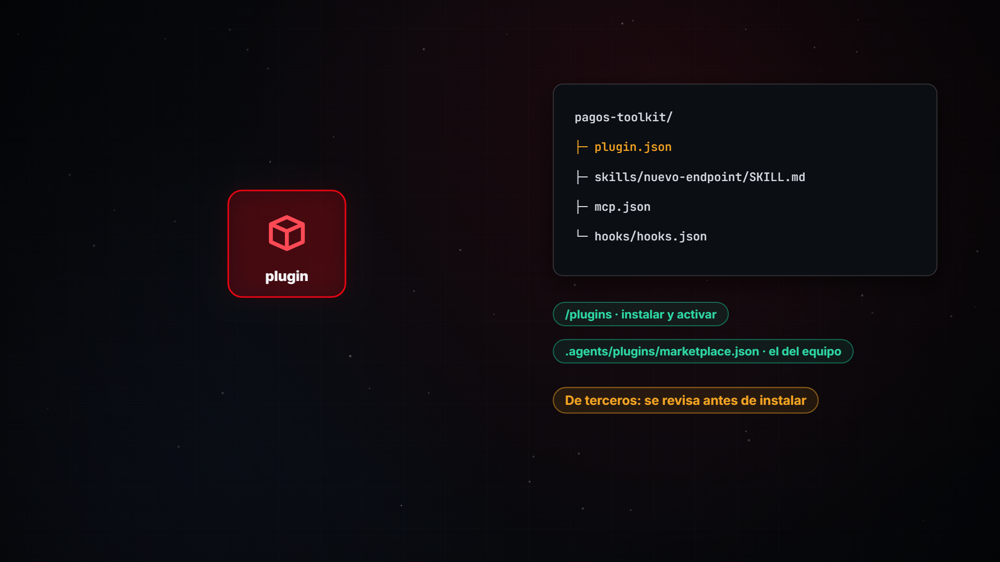 plugin
pagos-toolkit/
├─ plugin.json
├─ skills/nuevo-endpoint/SKILL.md
├─ mcp.json
└─ hooks/hooks.json
/plugins · instalar y activar
.agents/plugins/marketplace.json · el del equipo
De terceros: se revisa antes de instalar